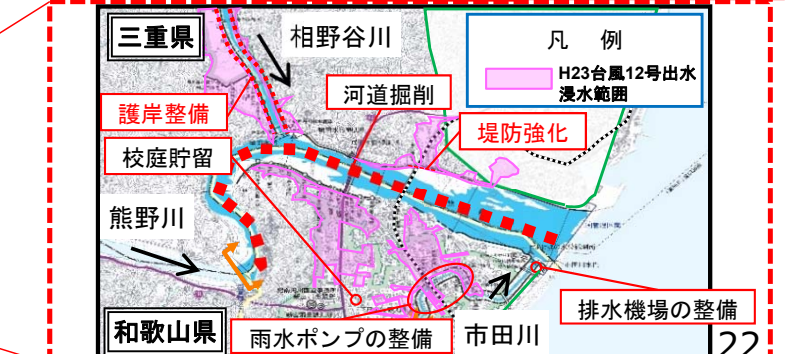 三重県
相野谷川
凡 例
H23台風12号出水
浸水範囲
護岸整備
河道掘削
堤防強化
校庭貯留
熊野川
排水機場の整備
和歌山県
雨水ポンプの整備
市田川
22